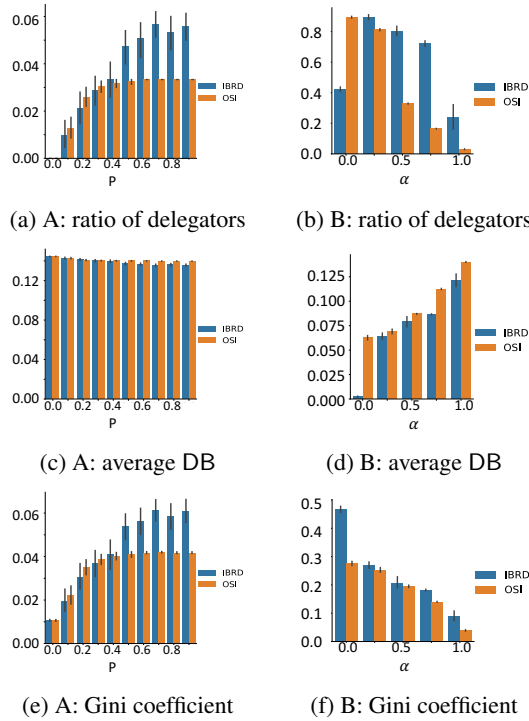 0.06
0.04
0.02
0.00
0.0 0.2 0.4 0.6 0.8
P
IBRD
OSI
(a) A: ratio of delegators
0.8
0.6
0.4
0.2
0.0
0.0 0.5 1.0
α
IBRD
OSI
(b) B: ratio of delegators
0.14
0.10
0.06
0.02
0.00
0.0 0.2 0.4 0.6 0.8
P
IBRD
OSI
(c) A: average DB
0.125
0.100
0.075
0.050
0.025
0.000
0.0 0.5 1.0
α
IBRD
OSI
(d) B: average DB
0.06
0.04
0.02
0.00
0.0 0.2 0.4 0.6 0.8
P
IBRD
OSI
(e) A: Gini coefficient
0.5
0.4
0.3
0.2
0.1
0.0
0.0 0.5 1.0
α
IBRD
OSI
(f) B: Gini coefficient